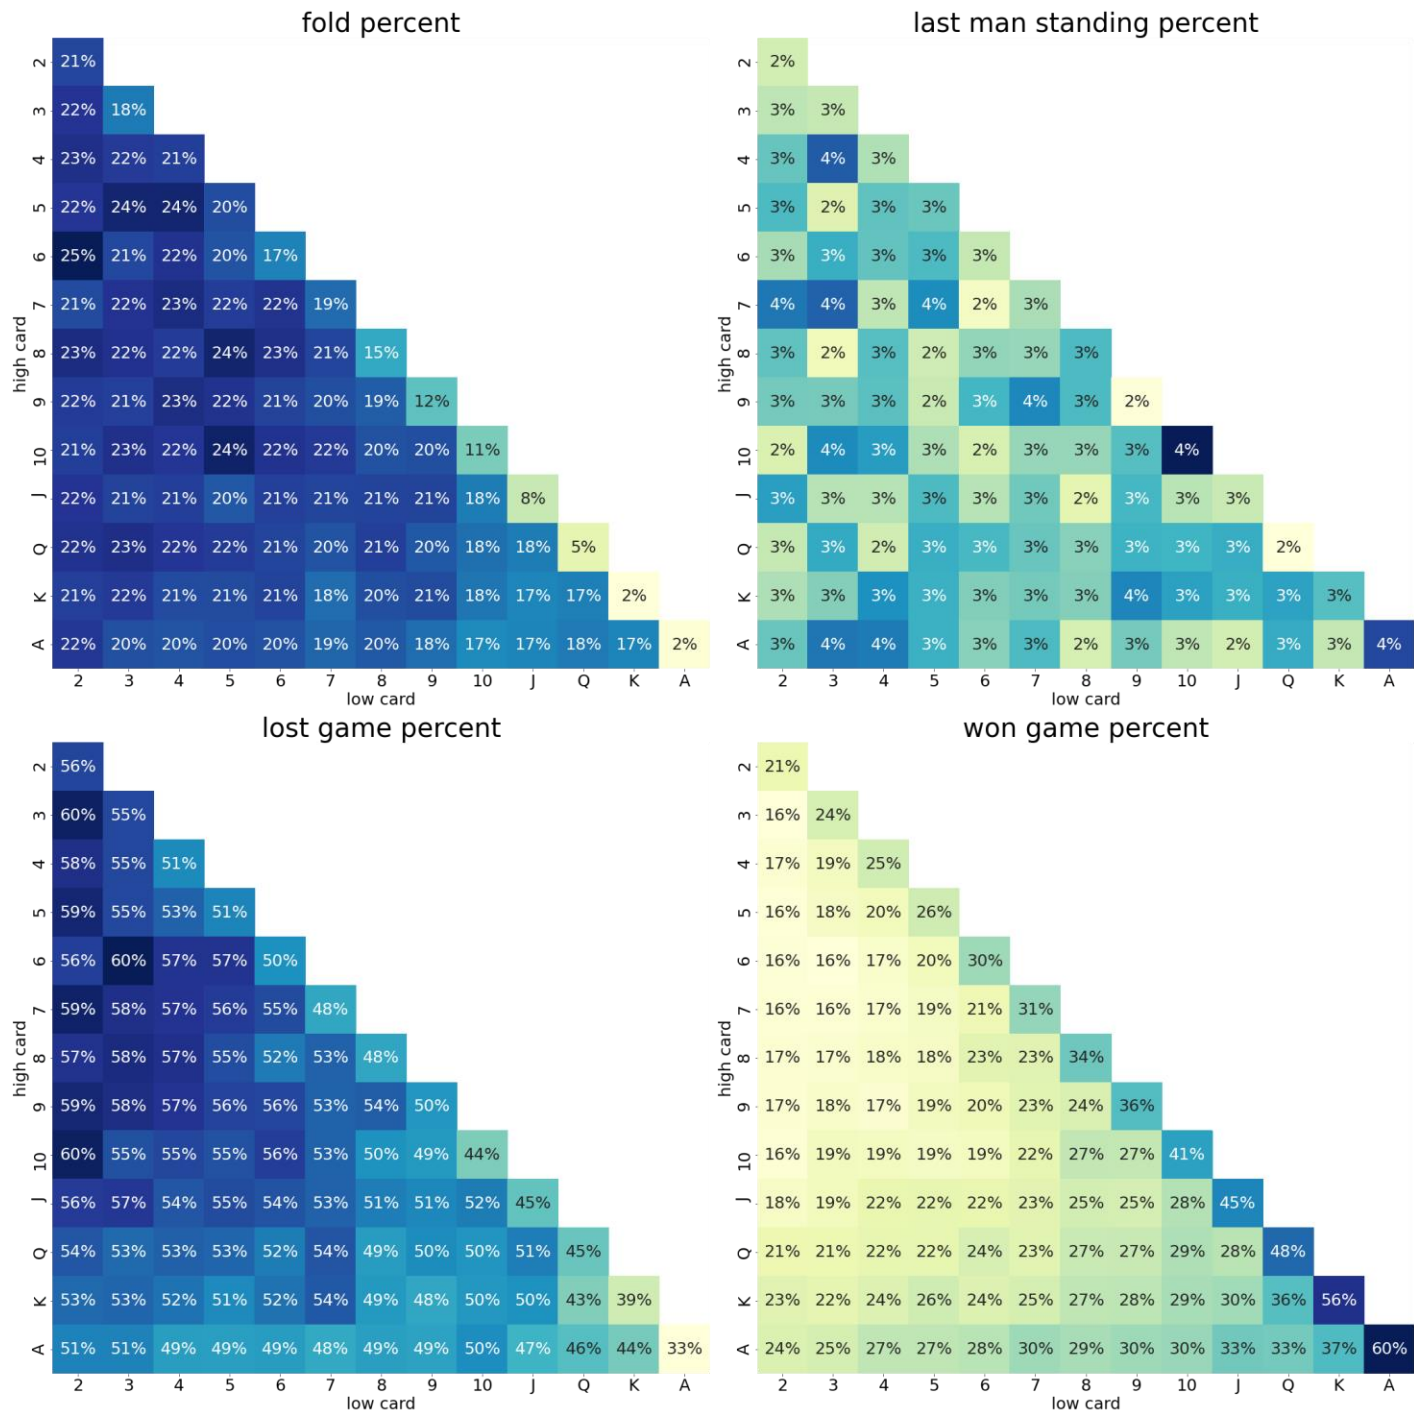 fold percent
2 21%
3 22% 18%
4 23% 22% 21%
5 22% 24% 24% 20%
6 25% 21% 22% 20% 17%
7 21% 22% 23% 22% 22% 19%
8 23% 22% 22% 24% 23% 21% 15%
9 22% 21% 23% 22% 21% 20% 19% 12%
10 21% 23% 22% 24% 22% 22% 20% 20% 11%
J 22% 21% 21% 20% 21% 21% 21% 21% 18% 8%
Q 22% 23% 22% 22% 21% 20% 21% 20% 18% 18% 5%
K 21% 22% 21% 21% 21% 18% 20% 21% 18% 17% 17% 2%
A 22% 20% 20% 20% 20% 19% 20% 18% 17% 17% 18% 17% 2%
high card
2 3 4 5 6 7 8 9 10 J Q K A
low card
last man standing percent
2 2%
3 3% 3%
4 3% 4% 3%
5 3% 2% 3% 3%
6 3% 3% 3% 3% 3%
7 4% 4% 3% 4% 2% 3%
8 3% 2% 3% 2% 3% 3% 3%
9 3% 3% 3% 2% 3% 4% 3% 2%
10 2% 4% 3% 3% 2% 3% 3% 3% 4%
J 3% 3% 3% 3% 3% 3% 2% 3% 3% 3%
Q 3% 3% 2% 3% 3% 3% 3% 3% 3% 3% 2%
K 3% 3% 3% 3% 3% 3% 3% 4% 3% 3% 3% 3%
A 3% 4% 4% 3% 3% 3% 2% 3% 3% 2% 3% 3% 4%
high card
2 3 4 5 6 7 8 9 10 J Q K A
low card
lost game percent
2 56%
3 60% 55%
4 58% 55% 51%
5 59% 55% 53% 51%
6 56% 60% 57% 57% 50%
7 59% 58% 57% 56% 55% 48%
8 57% 58% 57% 55% 52% 53% 48%
9 59% 58% 57% 56% 56% 53% 54% 50%
10 60% 55% 55% 55% 56% 53% 50% 49% 44%
J 56% 57% 54% 55% 54% 53% 51% 51% 52% 45%
Q 54% 53% 53% 53% 52% 54% 49% 50% 50% 51% 45%
K 53% 53% 52% 51% 52% 54% 49% 48% 50% 50% 43% 39%
A 51% 51% 49% 49% 49% 48% 49% 49% 50% 47% 46% 44% 33%
high card
2 3 4 5 6 7 8 9 10 J Q K A
low card
won game percent
2 21%
3 16% 24%
4 17% 19% 25%
5 16% 18% 20% 26%
6 16% 16% 17% 20% 30%
7 16% 16% 17% 19% 21% 31%
8 17% 17% 18% 18% 23% 23% 34%
9 17% 18% 17% 19% 20% 23% 24% 36%
10 16% 19% 19% 19% 19% 22% 27% 27% 41%
J 18% 19% 22% 22% 22% 23% 25% 25% 28% 45%
Q 21% 21% 22% 22% 24% 23% 27% 27% 29% 28% 48%
K 23% 22% 24% 26% 24% 25% 27% 28% 29% 30% 36% 56%
A 24% 25% 27% 27% 28% 30% 29% 30% 30% 33% 33% 37% 60%
high card
2 3 4 5 6 7 8 9 10 J Q K A
low card